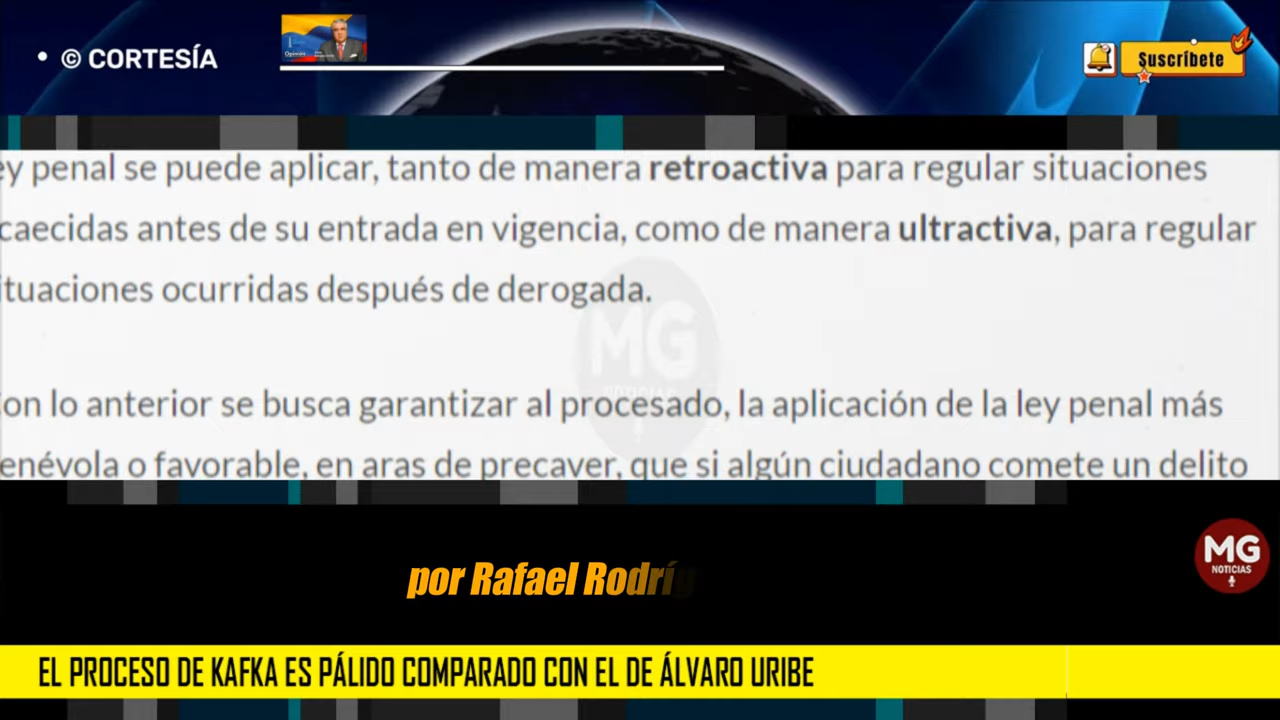 • © CORTESÍA
Opinión
Suscríbete
ey penal se puede aplicar, tanto de manera retroactiva para regular situaciones
caecidas antes de su entrada en vigencia, como de manera ultractiva, para regular
ituaciones ocurridas después de derogada.
MG
NOTICIAS
on lo anterior se busca garantizar al procesado, la aplicación de la ley penal más
enévola o favorable, en aras de precaver, que si algún ciudadano comete un delito
por Rafael Rodríg
MG
NOTICIAS
EL PROCESO DE KAFKA ES PÁLIDO COMPARADO CON EL DE ÁLVARO URIBE